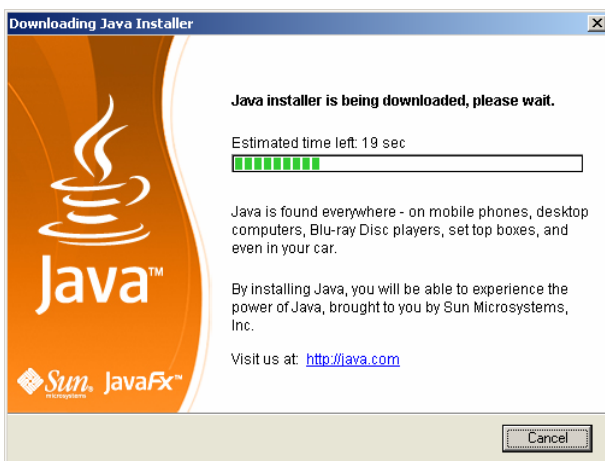 Downloading Java Installer
Java installer is being downloaded, please wait.
Estimated time left: 19 sec
Java is found everywhere - on mobile phones, desktop
computers, Blu-ray Disc players, set top boxes, and
even in your car.
By installing Java, you will be able to experience the
power of Java, brought to you by Sun Microsystems,
Inc.
Visit us at: http://java.com
Java™
Sun. JavaFX™
microsystems
Cancel